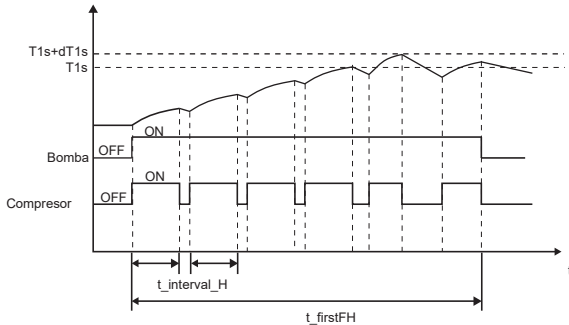 T1s+dT1s
T1s
ON
Bomba
OFF
ON
Compresor
OFF
t_interval_H
t_firstFH